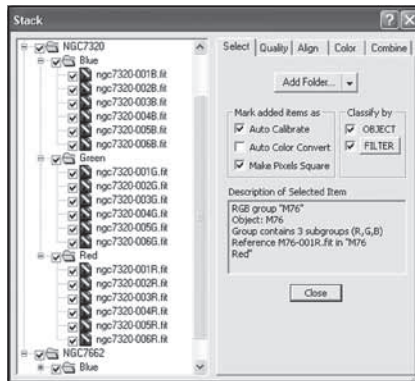 Stack
NGC7320
Blue
ngc7320-001B.fit
ngc7320-002B.fit
ngc7320-003B.fit
ngc7320-004B.fit
ngc7320-005B.fit
ngc7320-006B.fit
Green
ngc7320-001G.fit
ngc7320-002G.fit
ngc7320-003G.fit
ngc7320-004G.fit
ngc7320-005G.fit
ngc7320-006G.fit
Red
ngc7320-001R.fit
ngc7320-002R.fit
ngc7320-003R.fit
ngc7320-004R.fit
ngc7320-005R.fit
ngc7320-006R.fit
NGC7662
Blue
Select Quality Align Color Combine
Add Folder...
Mark added items as
Auto Calibrate
Auto Color Convert
Make Pixels Square
Classify by
OBJECT
FILTER
Description of Selected Item
RGB group "M76"
Object: M76
Group contains 3 subgroups (R,G,B)
Reference M76-001R.fit in "M76
Red"
Close